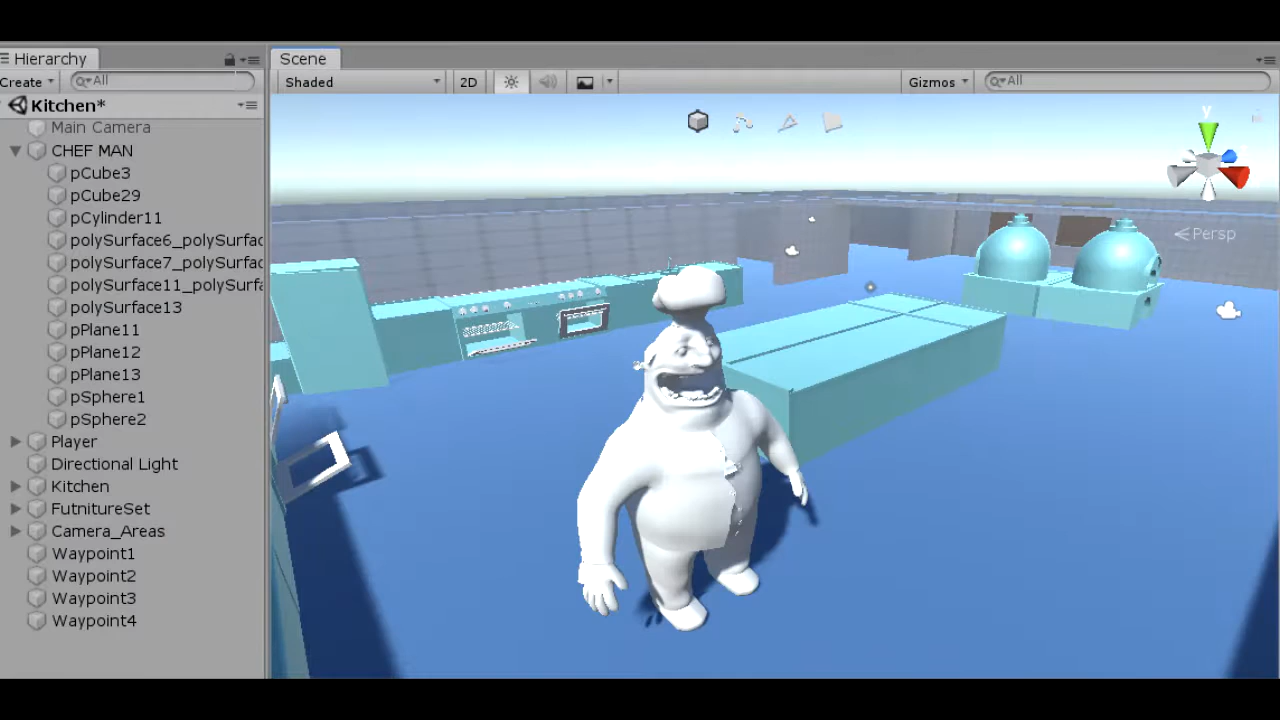 Hierarchy
Create
All
Kitchen*
Main Camera
CHEF MAN
pCube3
pCube29
pCylinder11
polySurface6_polySurfac
polySurface7_polySurfac
polySurface11_polySurfa
polySurface13
pPlane11
pPlane12
pPlane13
pSphere1
pSphere2
Player
Directional Light
Kitchen
FutnitureSet
Camera_Areas
Waypoint1
Waypoint2
Waypoint3
Waypoint4
Scene
Shaded
2D
Gizmos
All
y
Persp